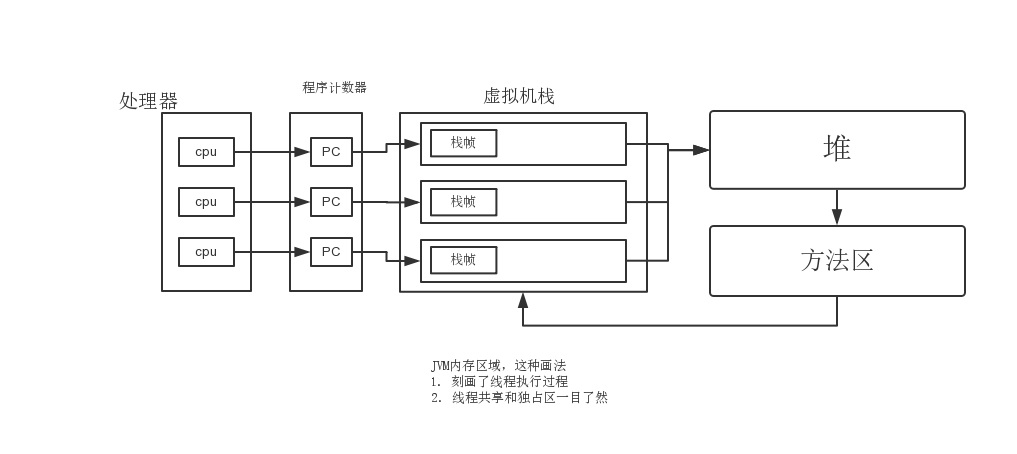 处理器
程序计数器
虚拟机栈
cpu
PC
栈帧
堆
cpu
PC
栈帧
cpu
PC
栈帧
方法区
JVM内存区域，这种画法
1. 刻画了线程执行过程
2. 线程共享和独占区一目了然